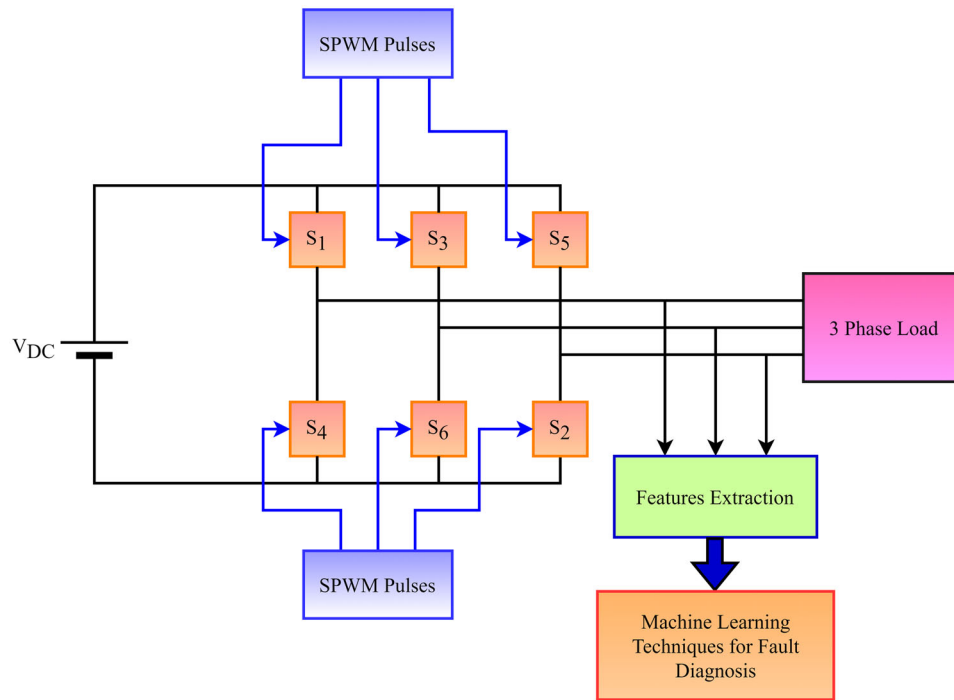 SPWM Pulses
S1
S3
S5
3 Phase Load
VDC
S4
S6
S2
Features Extraction
SPWM Pulses
Machine Learning
Techniques for Fault
Diagnosis